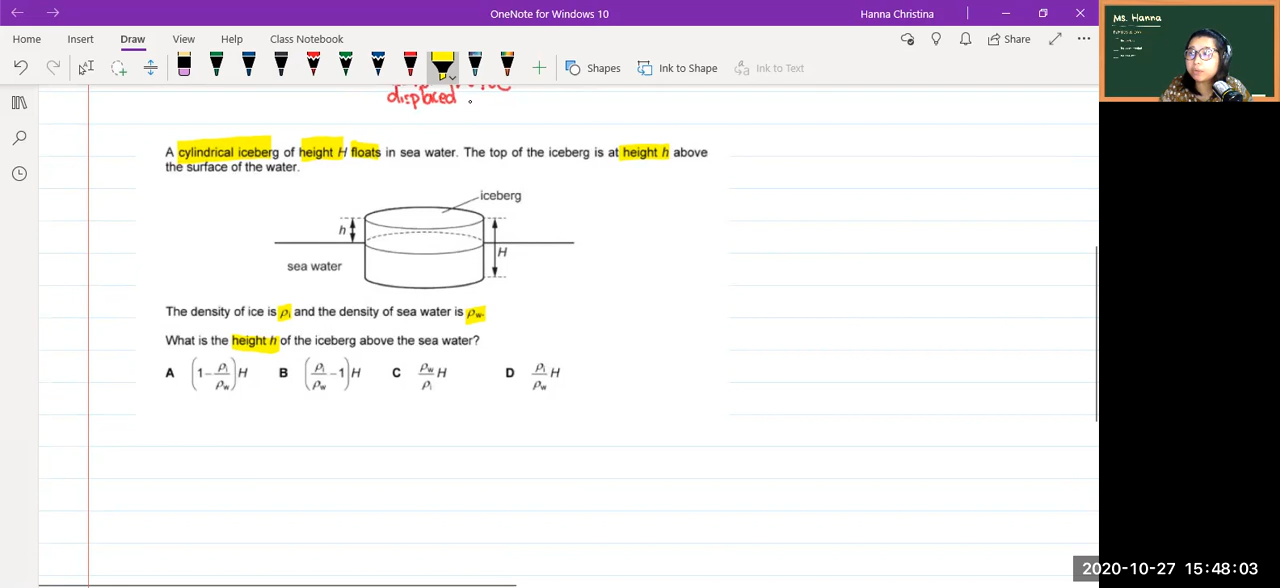 OneNote for Windows 10
Hanna Christina
Home Insert Draw View Help Class Notebook
Share
Shapes
Ink to Shape
Ink to Text
Ms. Hanna
displaced
A cylindrical iceberg of height H floats in sea water. The top of the iceberg is at height h above
the surface of the water.
iceberg
h
H
sea water
The density of ice is ρi and the density of sea water is ρw.
What is the height h of the iceberg above the sea water?
A (1 − ρi/ρw)H B (ρi/ρw − 1)H C ρw/ρi H D ρi/ρw H
2020-10-27 15:48:03